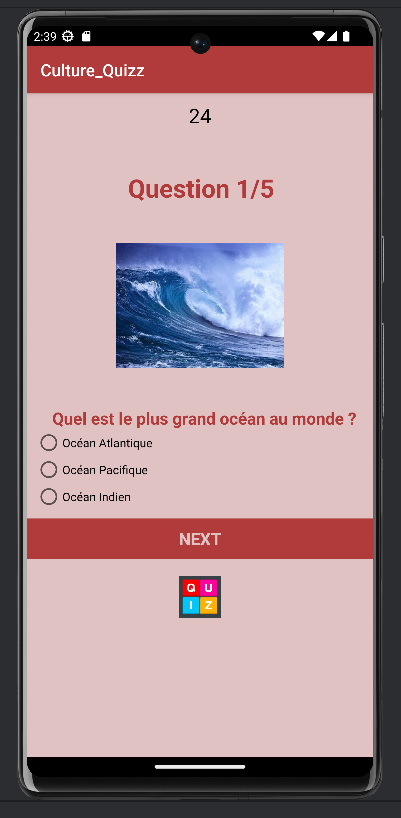 2:39
Culture_Quizz
24
Question 1/5
Quel est le plus grand océan au monde ?
Océan Atlantique
Océan Pacifique
Océan Indien
NEXT
Q U
I Z